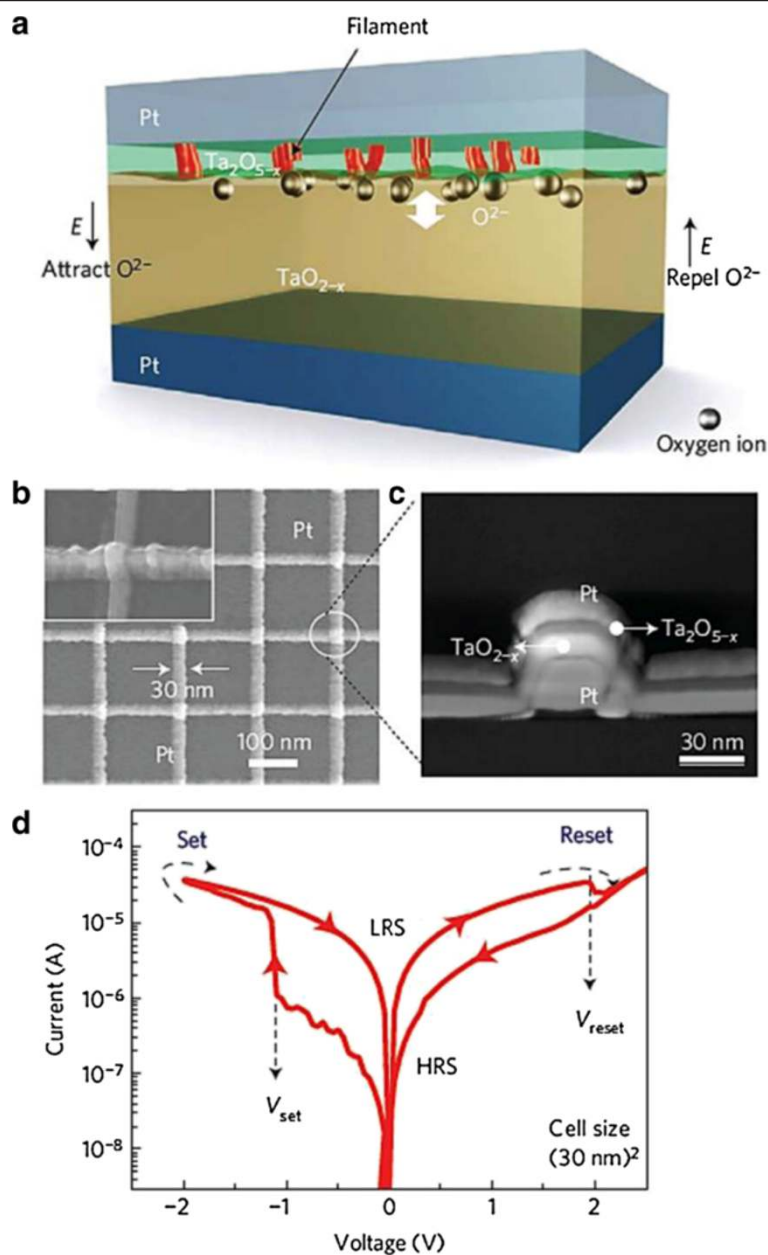 a
Filament
Pt
Ta₂O₅₋ₓ
E
Attract O²⁻
O²⁻
E
Repel O²⁻
TaO₂₋ₓ
Pt
Oxygen ion
b
Pt
30 nm
100 nm
Pt
c
Pt
Ta₂O₅₋ₓ
TaO₂₋ₓ
Pt
30 nm
d
Set
Reset
LRS
HRS
Vset
Vreset
Cell size
(30 nm)²
Current (A)
10⁻⁴
10⁻⁵
10⁻⁶
10⁻⁷
10⁻⁸
−2
−1
0
1
2
Voltage (V)